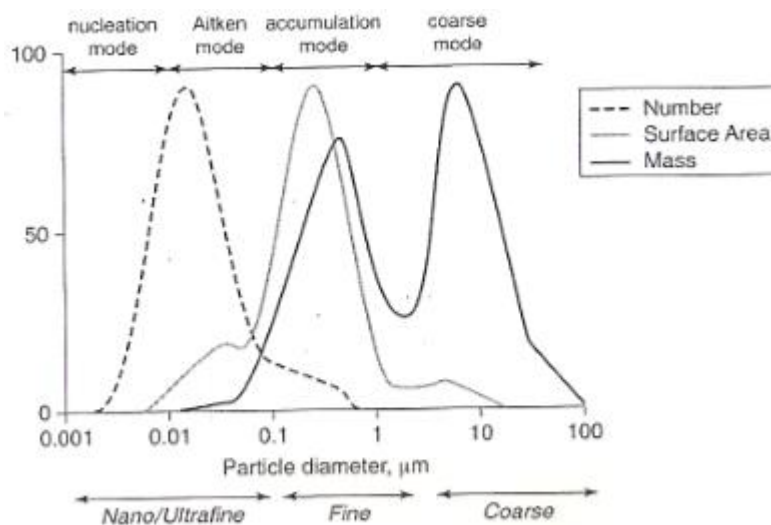 nucleation mode
Aitken mode
accumulation mode
coarse mode
100
50
0
Number
Surface Area
Mass
0.001 0.01 0.1 1 10 100
Particle diameter, μm
Nano/Ultrafine Fine Coarse